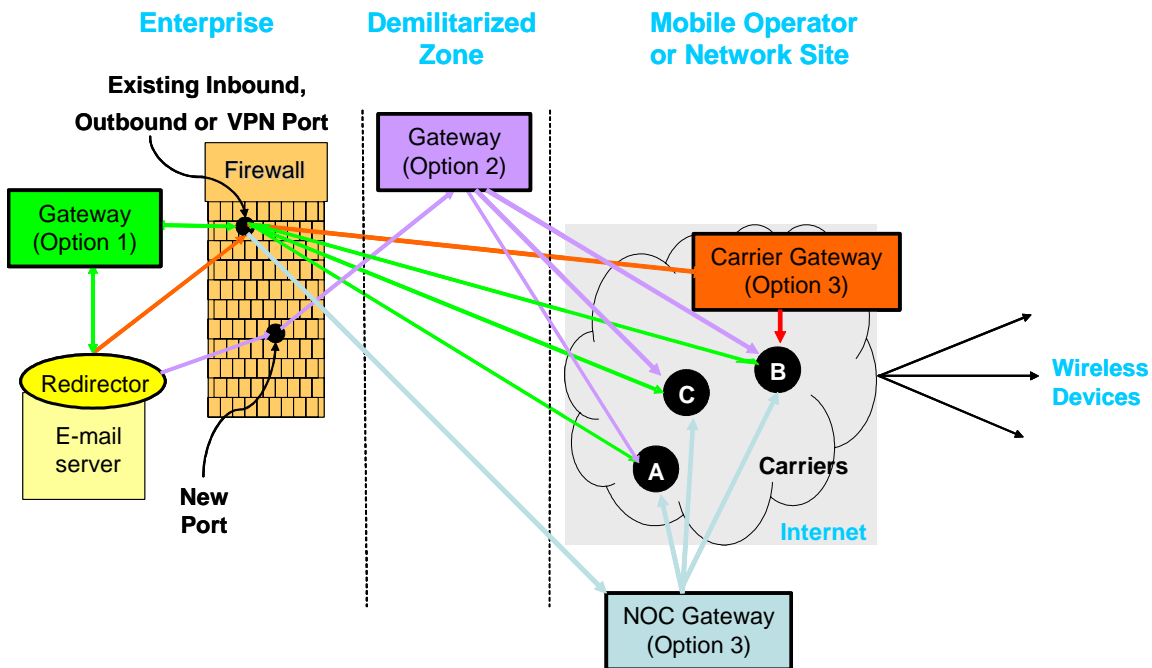 Enterprise
Demilitarized
Zone
Mobile Operator
or Network Site
Existing Inbound,
Outbound or VPN Port
Gateway
(Option 2)
Firewall
Gateway
(Option 1)
Carrier Gateway
(Option 3)
Redirector
E-mail
server
New
Port
B
C
A
Carriers
Internet
Wireless
Devices
NOC Gateway
(Option 3)